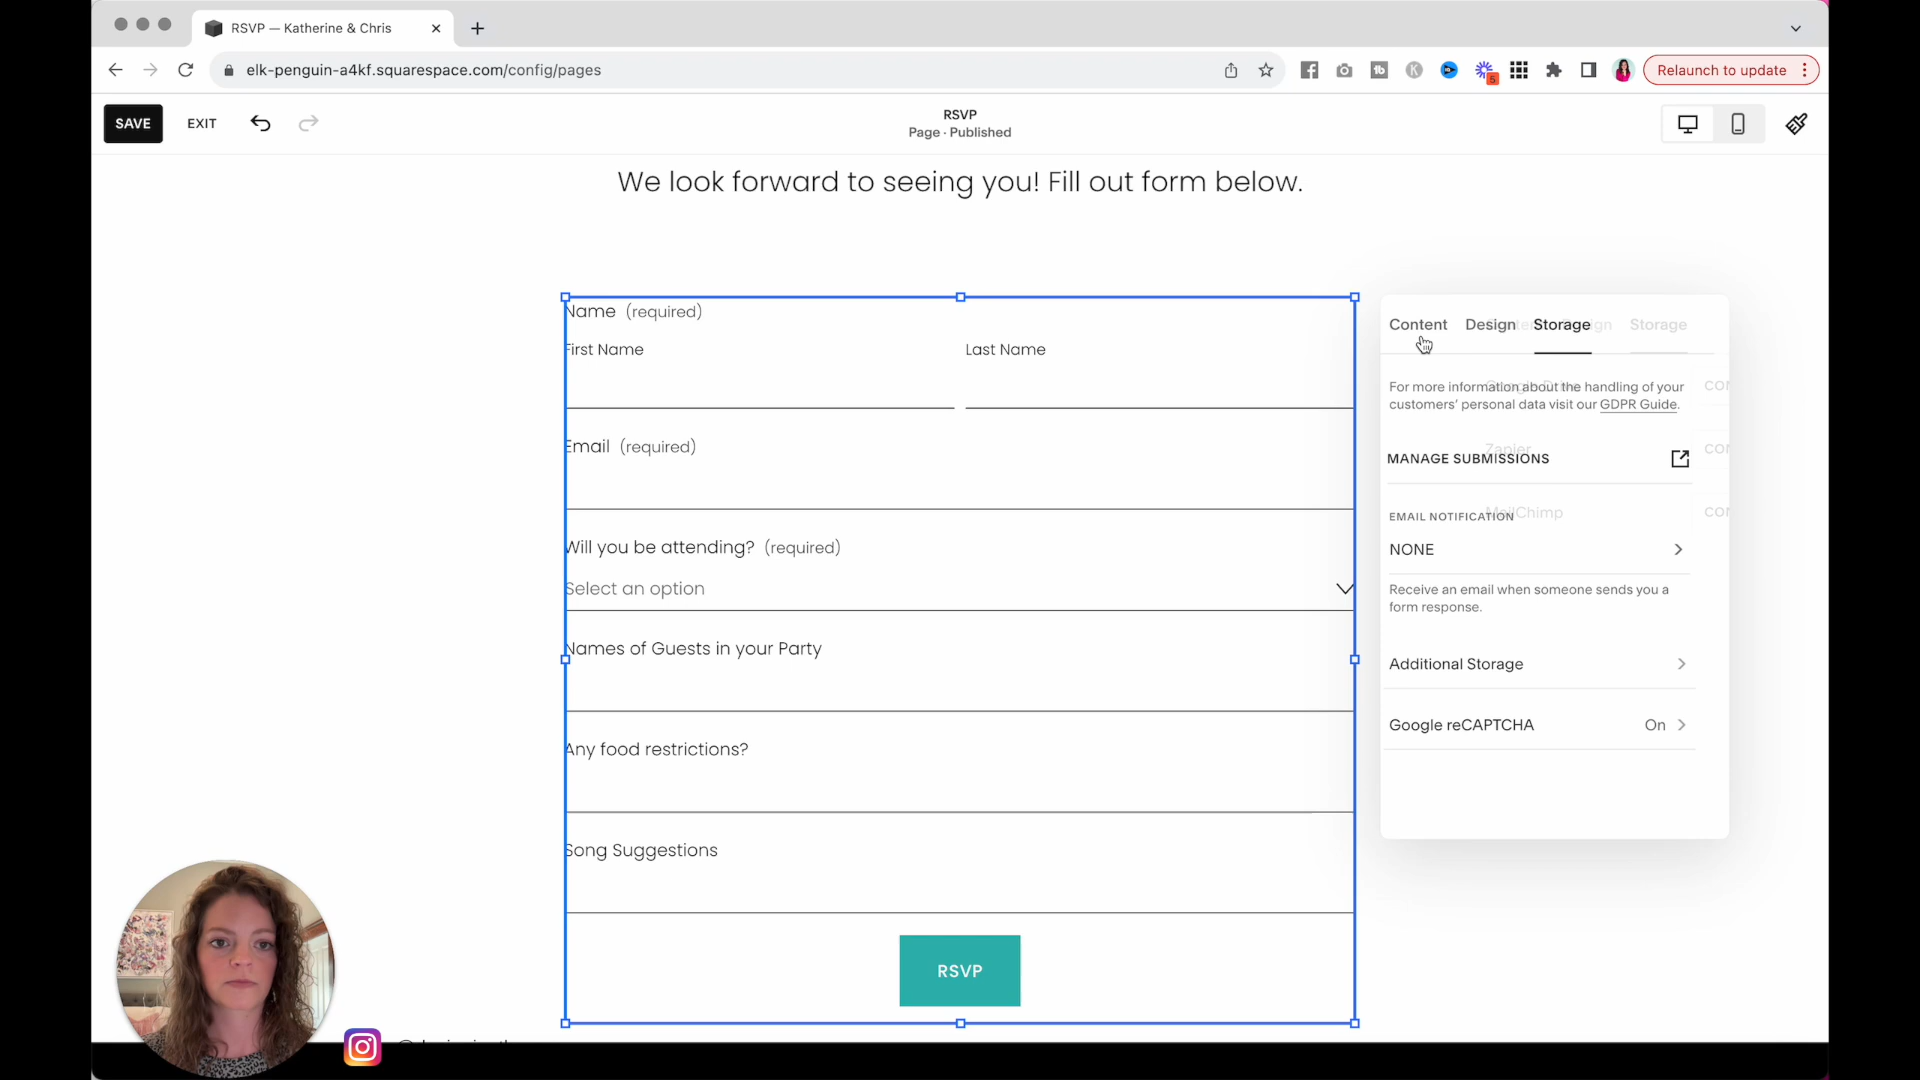 RSVP — Katherine & Chris
elk-penguin-a4kf.squarespace.com/config/pages
5
Relaunch to update
SAVE
EXIT
RSVP
Page · Published
We look forward to seeing you! Fill out form below.
Name (required)
First Name
Last Name
Email (required)
Will you be attending? (required)
Select an option
Names of Guests in your Party
Any food restrictions?
Song Suggestions
RSVP
Content Design Storage
Storage
For more information about the handling of your
customers' personal data visit our GDPR Guide.
MANAGE SUBMISSIONS
Zapier
EMAIL NOTIFICATION
MailChimp
NONE
Receive an email when someone sends you a
form response.
Additional Storage
Google reCAPTCHA On